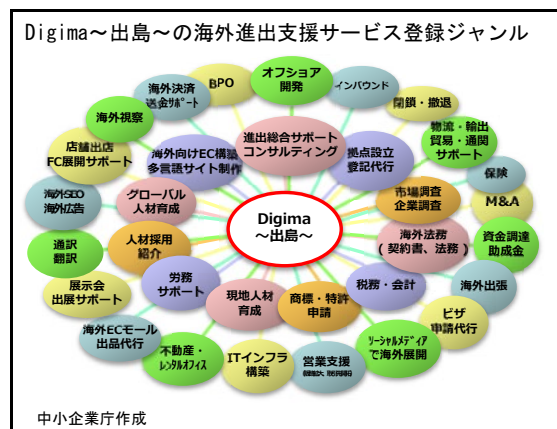 Digima～出島～の海外進出支援サービス登録ジャンル
オフショア
開発
BPO
インバウンド
海外決済
送金ｻﾎﾟｰﾄ
閉鎖・撤退
海外視察
進出総合サポート
コンサルティング
物流・輸出
貿易・通関
サポート
店舗出店
FC展開サポート
海外向けEC構築
多言語サイト制作
拠点設立
登記代行
保険
海外SEO
海外広告
グローバル
人材育成
市場調査
企業調査
M&A
Digima
～出島～
通訳
翻訳
人材採用
紹介
海外法務
(契約書、法務)
資金調達
助成金
展示会
出展サポート
労務
サポート
税務・会計
海外出張
現地人材
育成
商標・特許
申請
ビザ
申請代行
海外ECモール
出品代行
不動産・
ﾚﾝﾀﾙｵﾌｨｽ
ITインフラ
構築
営業支援
ｿｰｼｬﾙﾒﾃﾞｨｱ
で海外展開
中小企業庁作成